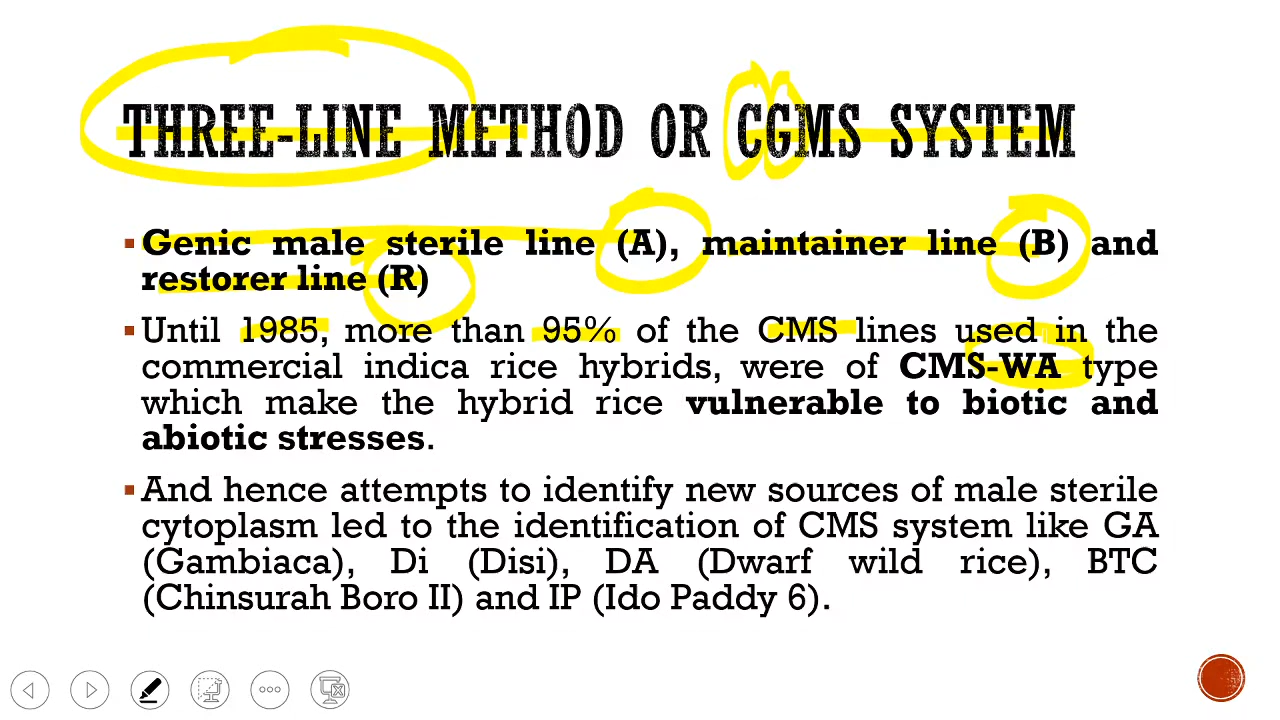 THREE-LINE METHOD OR CGMS SYSTEM
Genic male sterile line (A), maintainer line (B) and
restorer line (R)
Until 1985, more than 95% of the CMS lines used in the
commercial indica rice hybrids, were of CMS-WA type
which make the hybrid rice vulnerable to biotic and
abiotic stresses.
And hence attempts to identify new sources of male sterile
cytoplasm led to the identification of CMS system like GA
(Gambiaca), Di (Disi), DA (Dwarf wild rice), BTC
(Chinsurah Boro II) and IP (Ido Paddy 6).